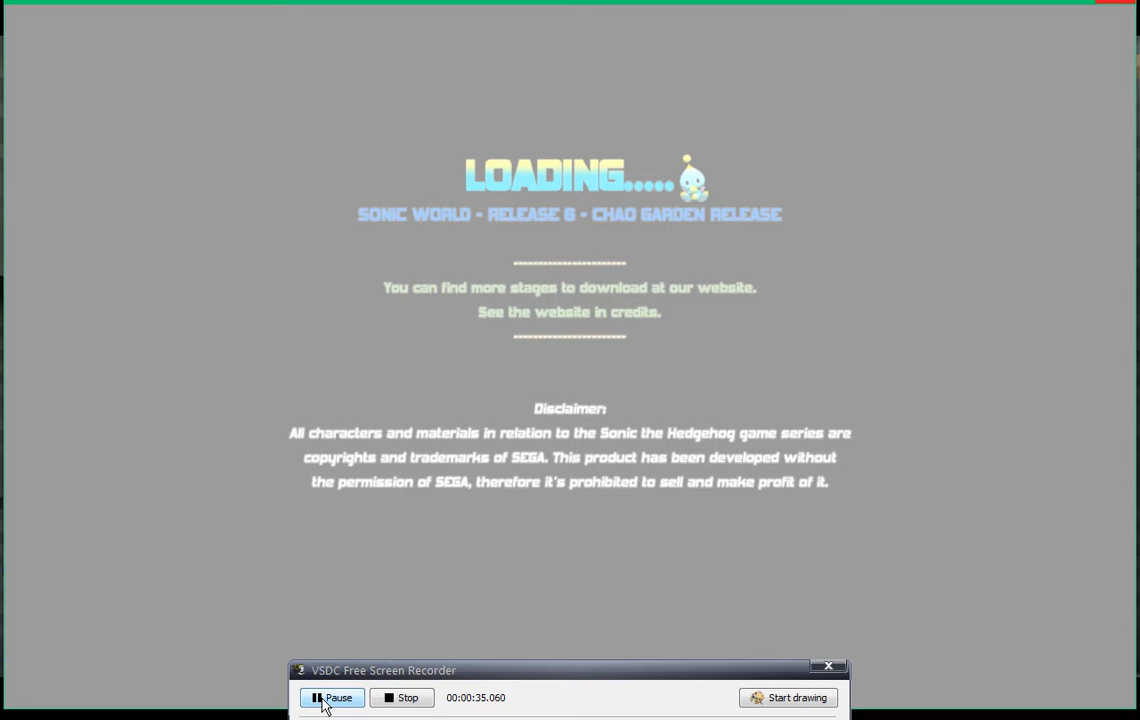 LOADING.....
SONIC WORLD - RELEASE 6 - CHAO GARDEN RELEASE
-----------------------
You can find more stages to download at our website.
See the website in credits.
-----------------------
Disclaimer:
All characters and materials in relation to the Sonic the Hedgehog game series are
copyrights and trademarks of SEGA. This product has been developed without
the permission of SEGA, therefore it's prohibited to sell and make profit of it.
VSDC Free Screen Recorder
Pause Stop 00:00:35.060 Start drawing